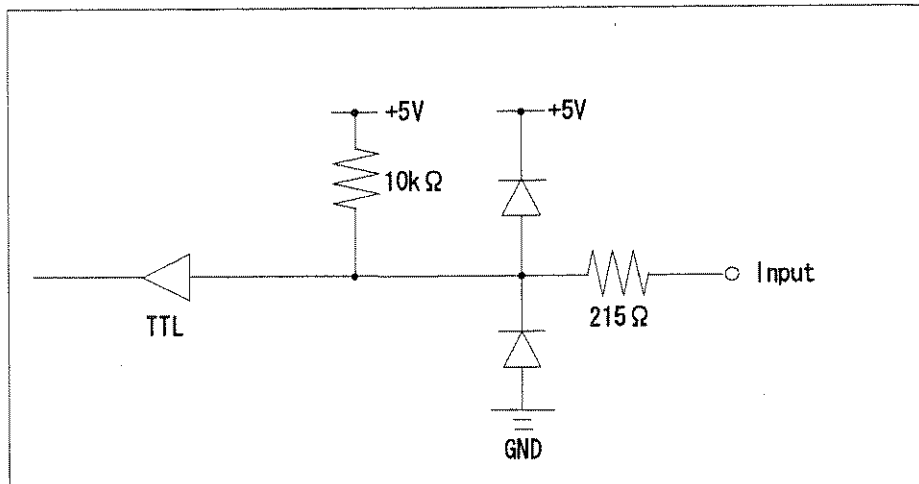 +5V
+5V
10kΩ
Input
215Ω
TTL
GND